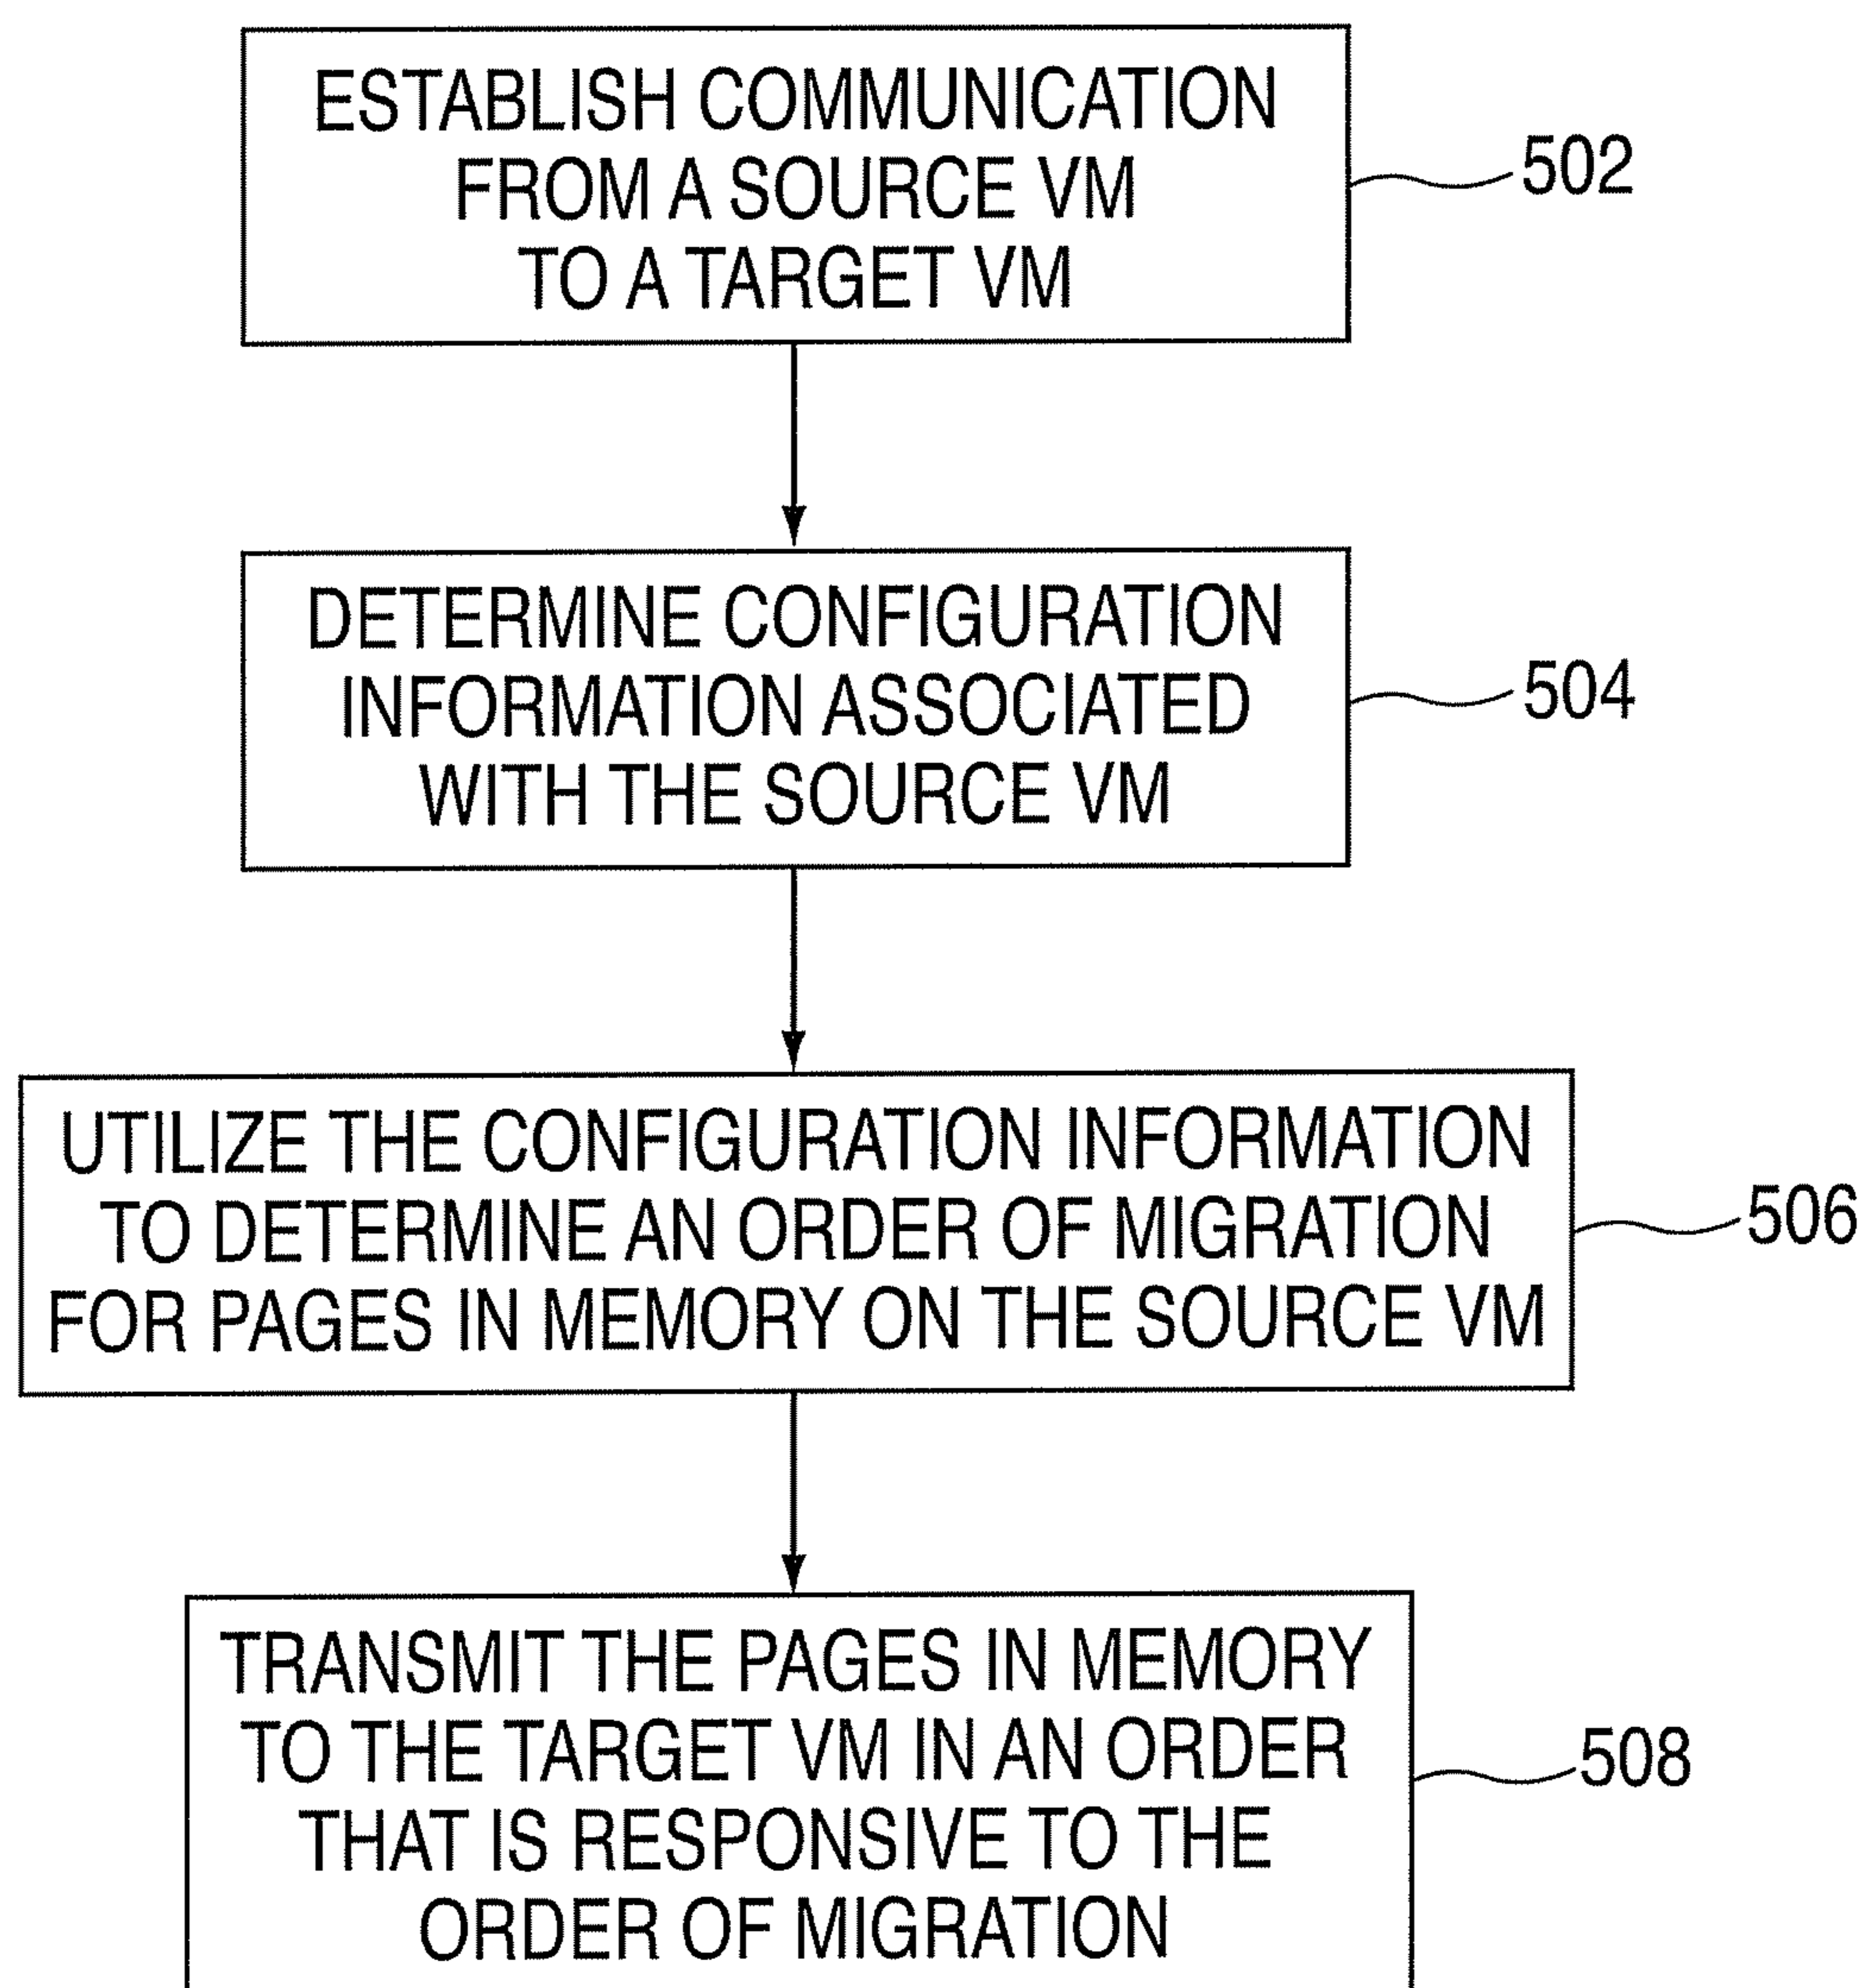 ESTABLISH COMMUNICATION
FROM A SOURCE VM
TO A TARGET VM
502
DETERMINE CONFIGURATION
INFORMATION ASSOCIATED
WITH THE SOURCE VM
504
UTILIZE THE CONFIGURATION INFORMATION
TO DETERMINE AN ORDER OF MIGRATION
FOR PAGES IN MEMORY ON THE SOURCE VM
506
TRANSMIT THE PAGES IN MEMORY
TO THE TARGET VM IN AN ORDER
THAT IS RESPONSIVE TO THE
ORDER OF MIGRATION
508